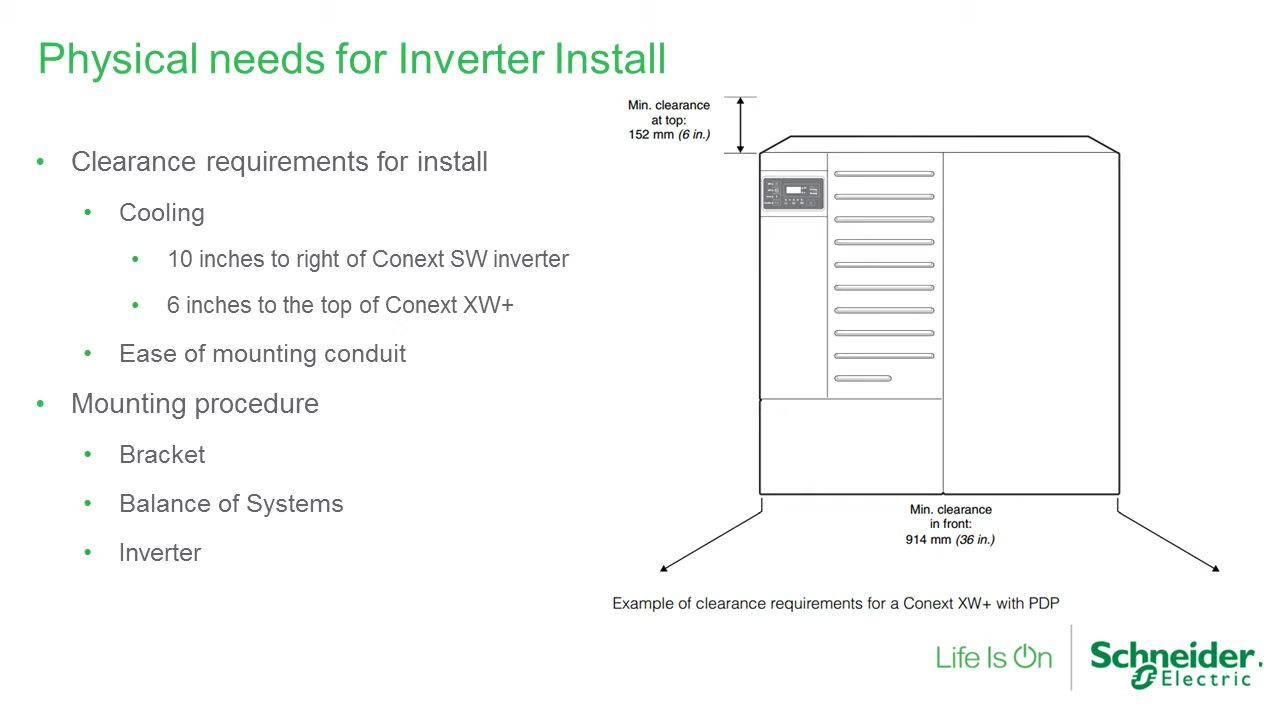 Physical needs for Inverter Install
• Clearance requirements for install
• Cooling
• 10 inches to right of Conext SW inverter
• 6 inches to the top of Conext XW+
• Ease of mounting conduit
• Mounting procedure
• Bracket
• Balance of Systems
• Inverter
Min. clearance
at top:
152 mm (6 in.)
Min. clearance
in front:
914 mm (36 in.)
Example of clearance requirements for a Conext XW+ with PDP
Life Is On
Schneider
Electric